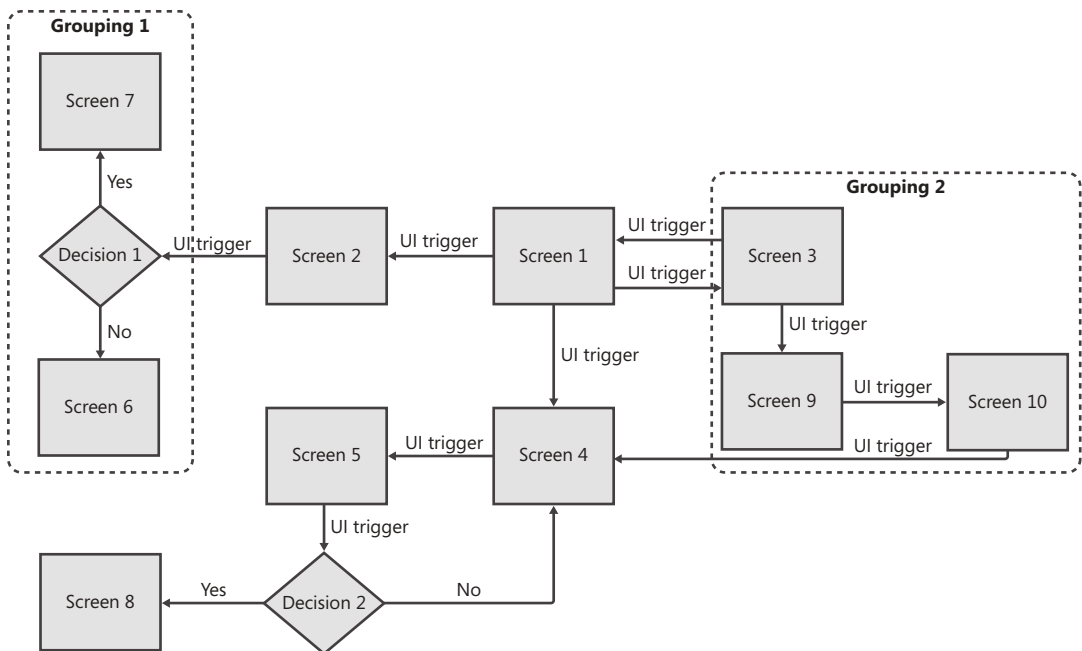 Grouping 1
Screen 7
Yes
Grouping 2
UI trigger
Decision 1
UI trigger
Screen 2
UI trigger
Screen 1
Screen 3
UI trigger
No
UI trigger
UI trigger
Screen 6
Screen 9
UI trigger
Screen 10
Screen 5
UI trigger
Screen 4
UI trigger
UI trigger
Screen 8
Yes
Decision 2
No